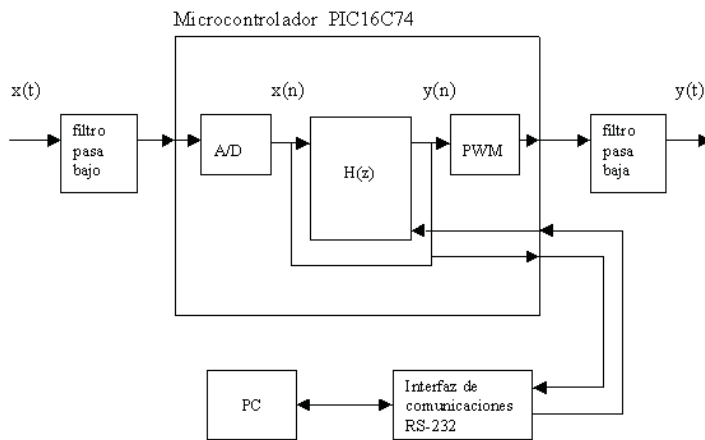 Microcontrolador PIC16C74
x(t)
x(n)
y(n)
y(t)
filtro
pasa
bajo
A/D
H(z)
PWM
filtro
pasa
baja
PC
Interfaz de
comunicaciones
RS-232